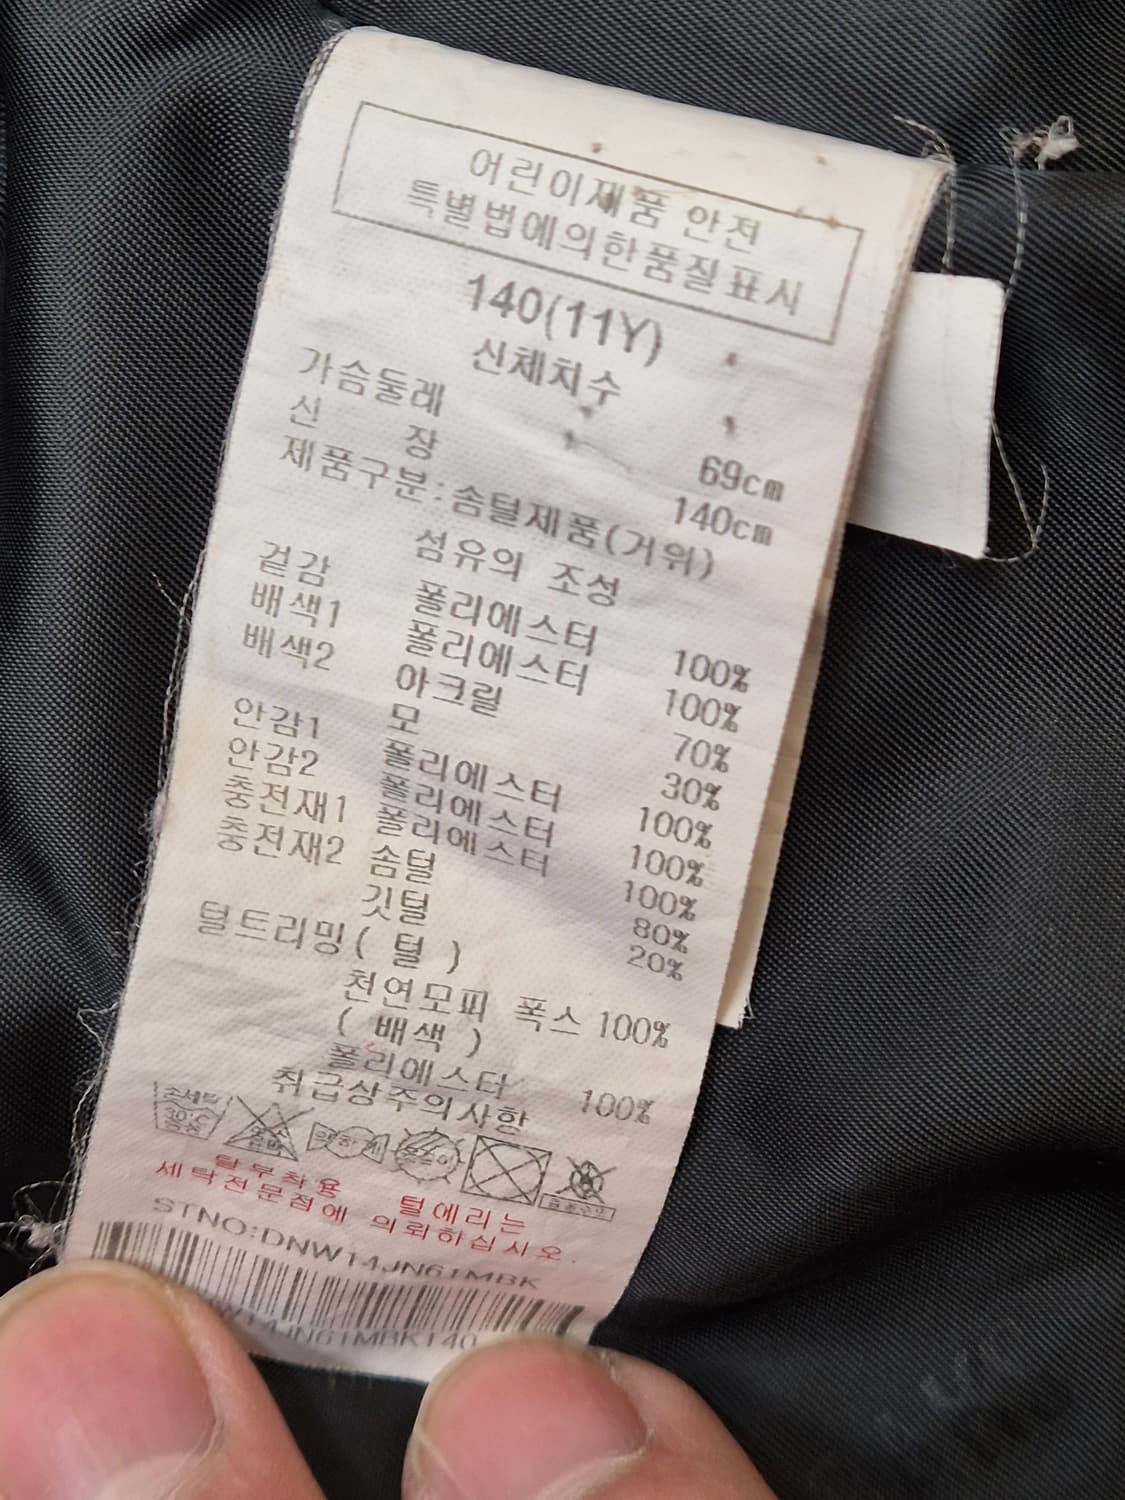 어린이제품 안전
특별법에의한품질표시
140(11Y)
신체치수
가슴둘레 69cm
신 장 140cm
제품구분:솜털제품(거위)
섬유의 조성
겉감 폴리에스터 100%
배색1 폴리에스터 100%
배색2 아크릴 70%
모 30%
안감1 폴리에스터 100%
안감2 폴리에스터 100%
충전재1 폴리에스터 100%
충전재2 솜털 80%
깃털 20%
털트리밍( 털 )
천연모피 폭스 100%
( 배색 )
폴리에스터 100%
취급상주의사항
30℃
탈부착용 털에리는
세탁전문점에 의뢰하십시오.
STNO:DNW14JN61MBK
W14JN61MBK140